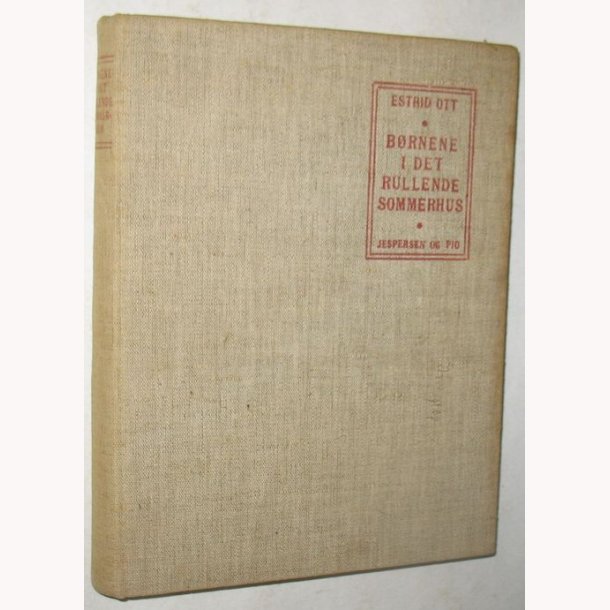 ESTRID OTT
BØRNENE
I DET
RULLENDE
SOMMERHUS
JESPERSEN OG PIO